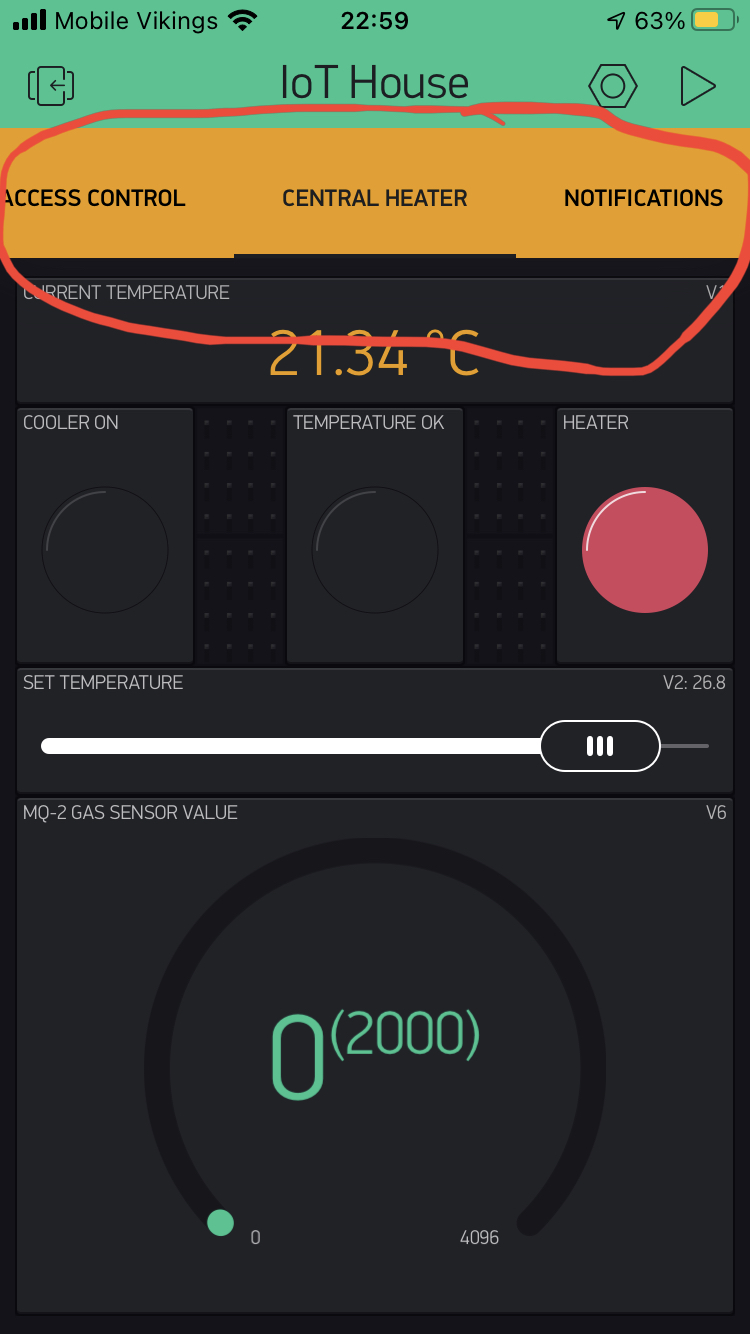 Mobile Vikings 22:59 63%
IoT House
ACCESS CONTROL CENTRAL HEATER NOTIFICATIONS
CURRENT TEMPERATURE
21.34 °C
COOLER ON TEMPERATURE OK HEATER
SET TEMPERATURE V2: 26.8
MQ-2 GAS SENSOR VALUE V6
0(2000)
0 4096